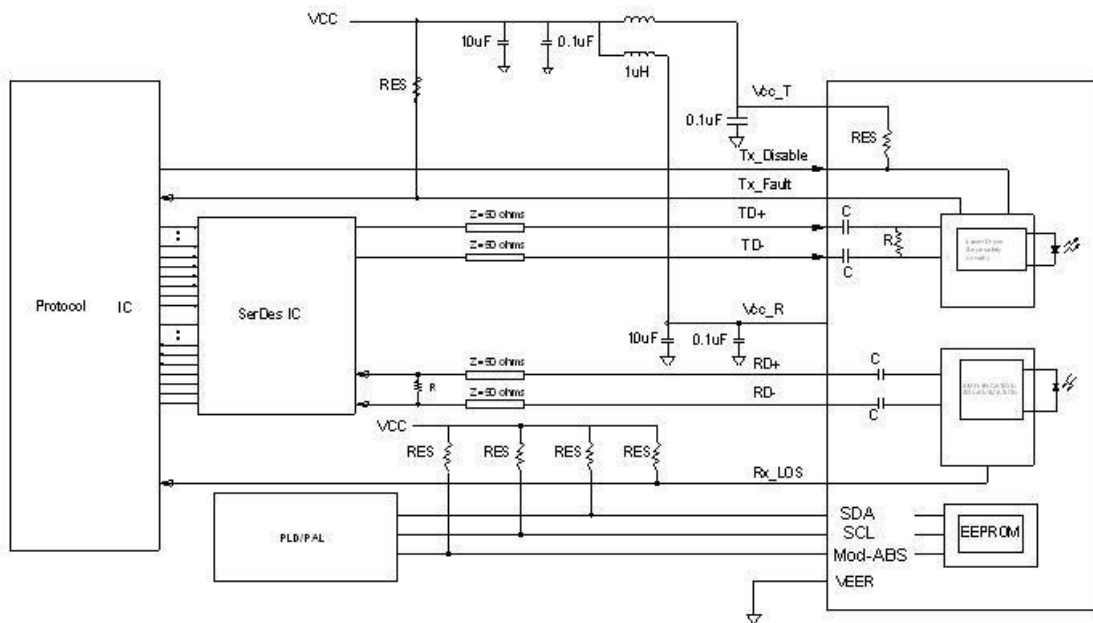 VCC
10uF
0.1uF
1uH
RES
Vcc_T
0.1uF
RES
Tx_Disable
Tx_Fault
Z=50 ohms
TD+
C
R
Z=50 ohms
TD-
C
Protocol IC
SerDes IC
Vcc_R
10uF
0.1uF
Z=50 ohms
RD+
C
R
Z=50 ohms
RD-
C
VCC
RES
RES
RES
RES
Rx_LOS
PLD/PAL
SDA
SCL
EEPROM
Mod-ABS
VEER